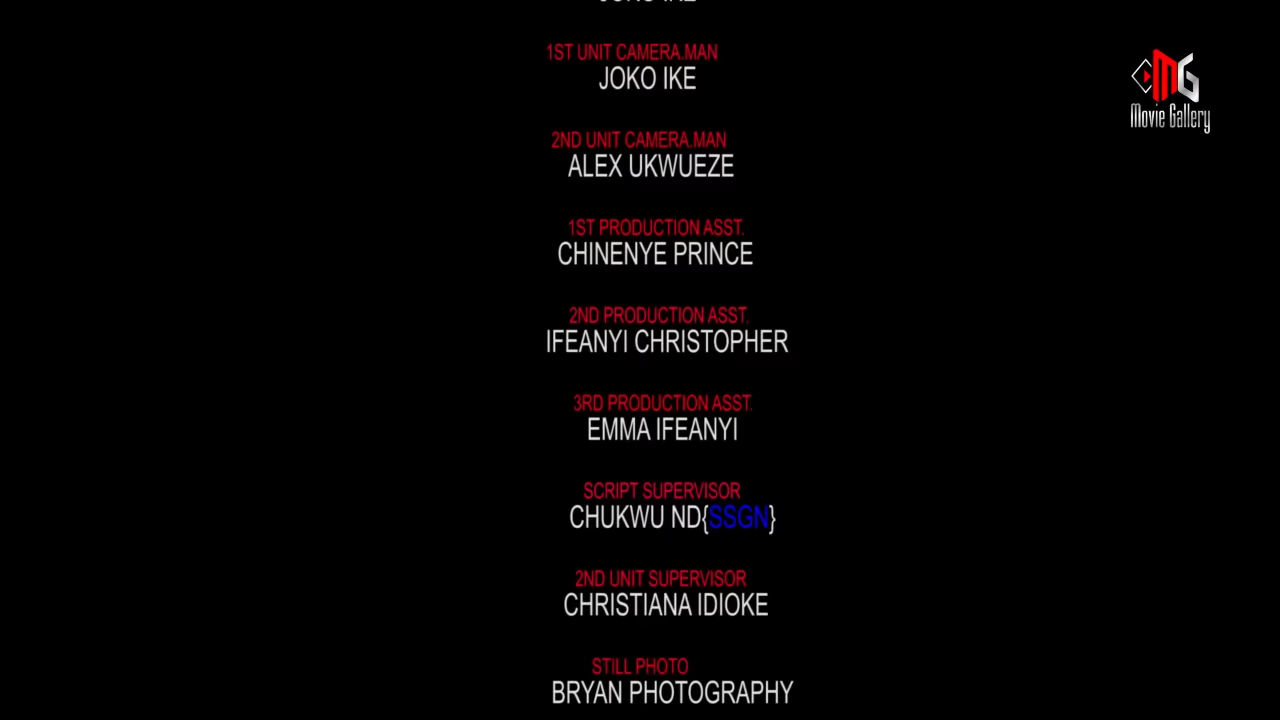 1ST UNIT CAMERA.MAN
JOKO IKE
2ND UNIT CAMERA.MAN
ALEX UKWUEZE
1ST PRODUCTION ASST.
CHINENYE PRINCE
2ND PRODUCTION ASST.
IFEANYI CHRISTOPHER
3RD PRODUCTION ASST.
EMMA IFEANYI
SCRIPT SUPERVISOR
CHUKWU ND{SSGN}
2ND UNIT SUPERVISOR
CHRISTIANA IDIOKE
STILL PHOTO
BRYAN PHOTOGRAPHY
MG
Movie Gallery